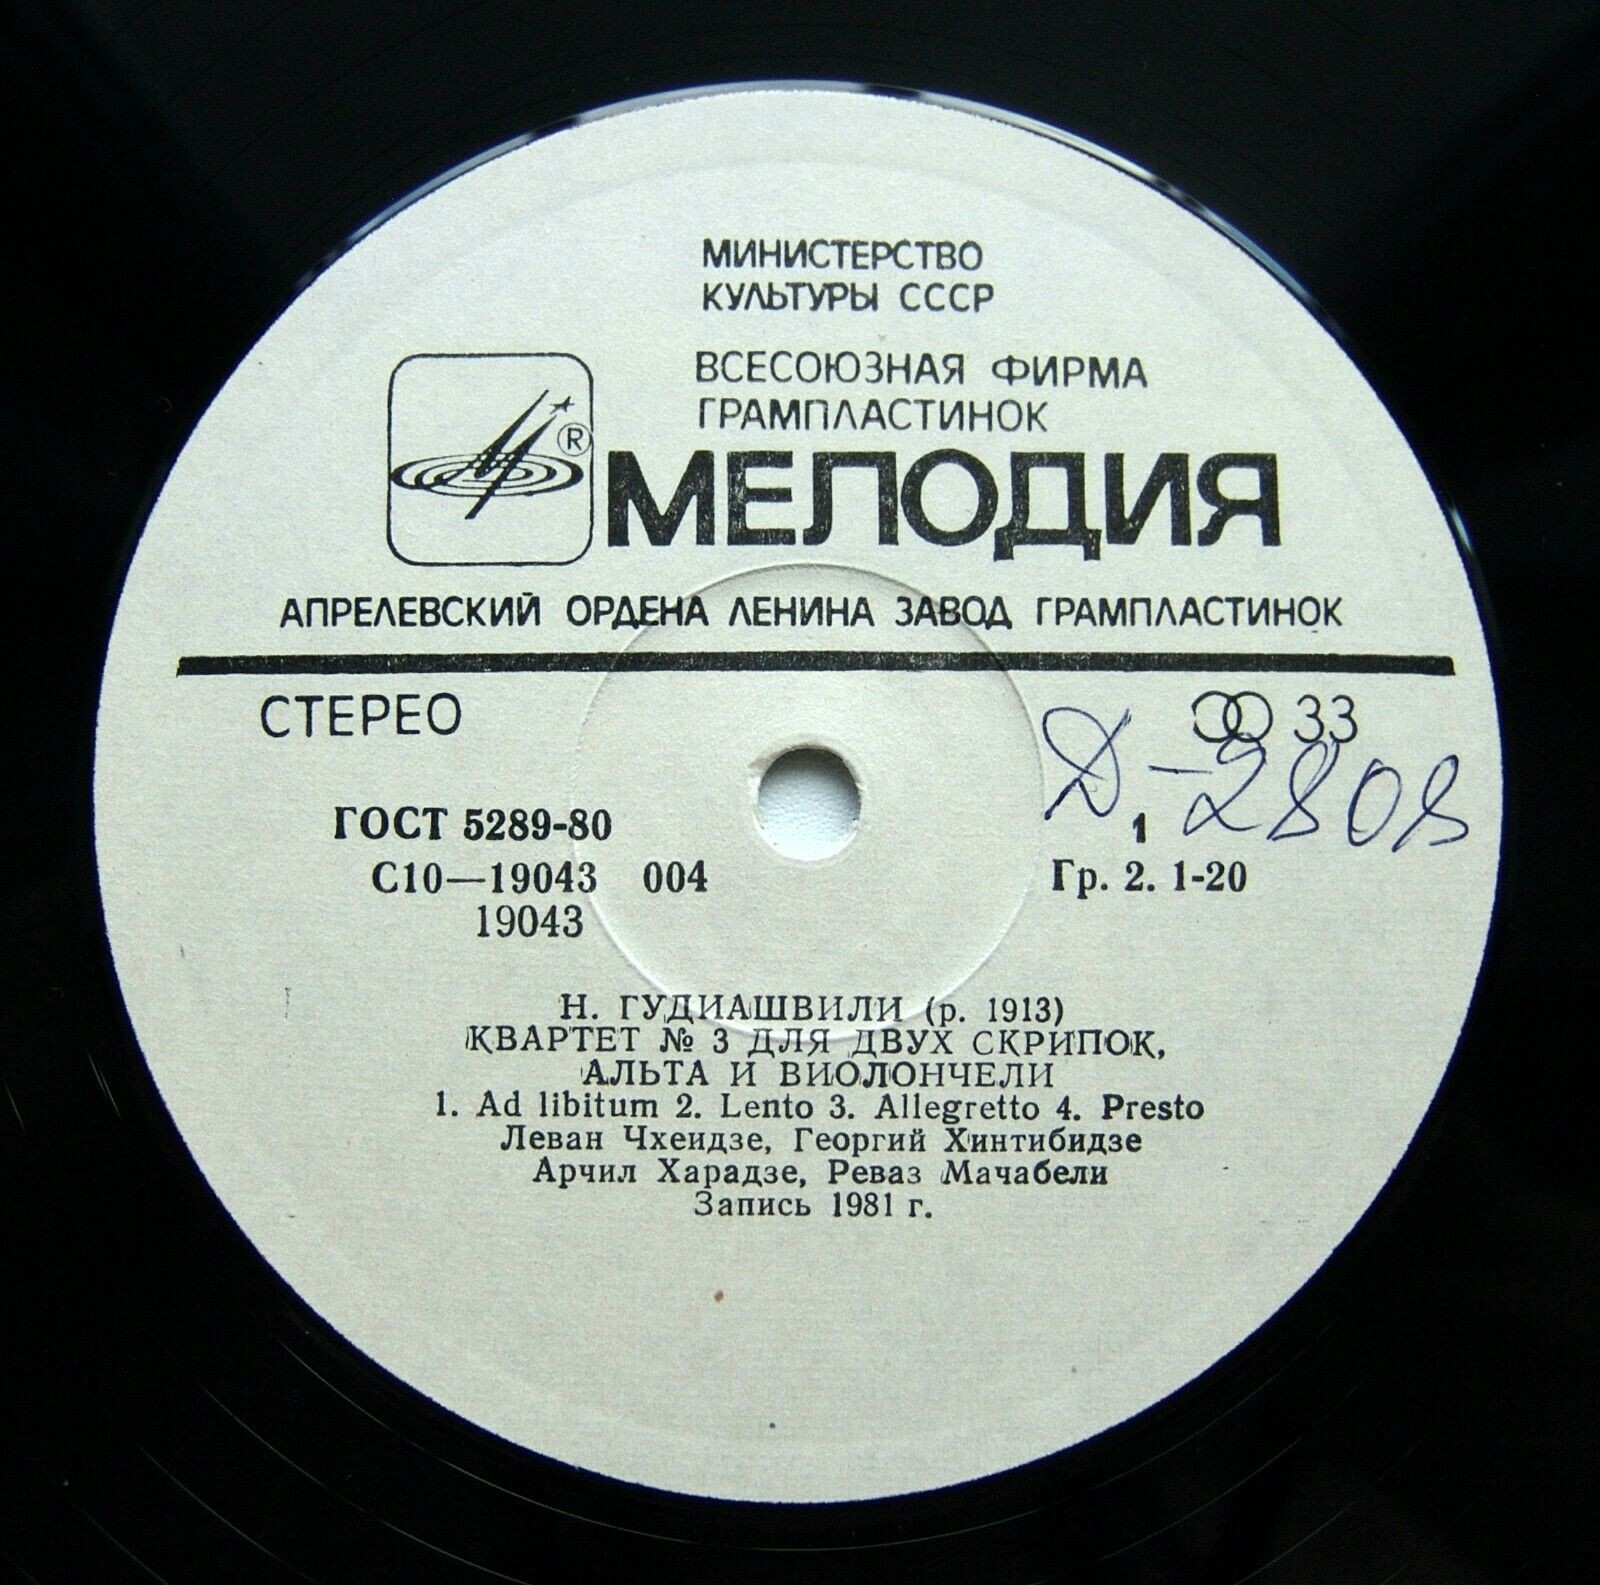 МИНИСТЕРСТВО
КУЛЬТУРЫ СССР
ВСЕСОЮЗНАЯ ФИРМА
ГРАМПЛАСТИНОК
®
МЕЛОДИЯ
АПРЕЛЕВСКИЙ ОРДЕНА ЛЕНИНА ЗАВОД ГРАМПЛАСТИНОК
СТЕРЕО 33
Д-2808
ГОСТ 5289-80 1
С10—19043 004 Гр. 2. 1-20
19043
Н. ГУДИАШВИЛИ (р. 1913)
КВАРТЕТ № 3 ДЛЯ ДВУХ СКРИПОК,
АЛЬТА И ВИОЛОНЧЕЛИ
1. Ad libitum 2. Lento 3. Allegretto 4. Presto
Леван Чхеидзе, Георгий Хинтибидзе
Арчил Харадзе, Реваз Мачабели
Запись 1981 г.